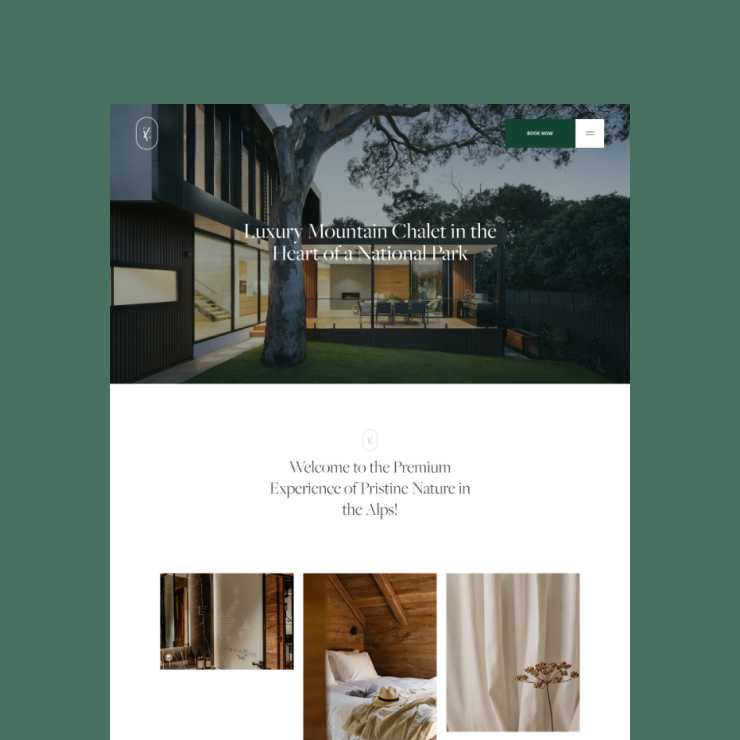 BOOK NOW
Luxury Mountain Chalet in the
Heart of a National Park
Welcome to the Premium
Experience of Pristine Nature in
the Alps!